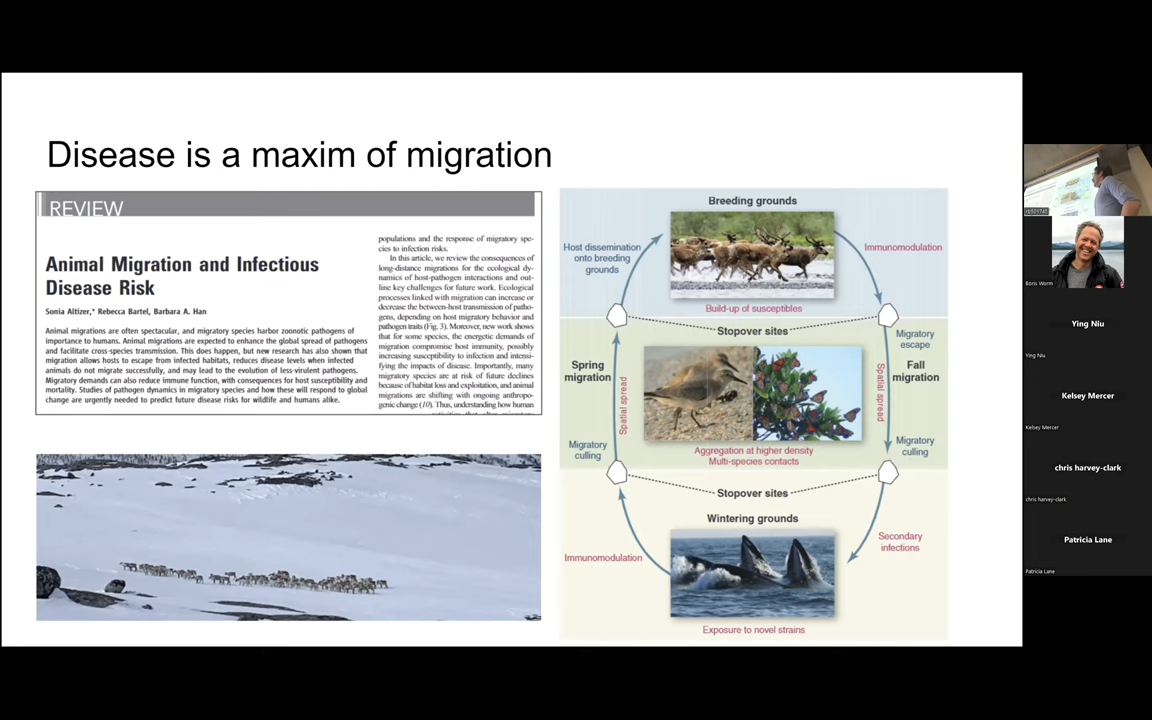 Disease is a maxim of migration
REVIEW
Animal Migration and Infectious
Disease Risk
Sonia Altizer,* Rebecca Bartel, Barbara A. Han
Animal migrations are often spectacular, and migratory species harbor zoonotic pathogens of
importance to humans. Animal migrations are expected to enhance the global spread of pathogens
and facilitate cross-species transmission. This does happen, but new research has also shown that
migration allows hosts to escape from infected habitats, reduces disease levels when infected
animals do not migrate successfully, and may lead to the evolution of less-virulent pathogens.
Migratory demands can also reduce immune function, with consequences for host susceptibility and
mortality. Studies of pathogen dynamics in migratory species and how these will respond to global
change are urgently needed to predict future disease risks for wildlife and humans alike.
populations and the response of migratory spe-
cies to infection risks.
In this article, we review the consequences of
long-distance migrations for the ecological dy-
namics of host-pathogen interactions and out-
line key challenges for future work. Ecological
processes linked with migration can increase or
decrease the between-host transmission of patho-
gens, depending on host migratory behavior and
pathogen traits (Fig. 3). Moreover, new work shows
that for some species, the energetic demands of
migration compromise host immunity, possibly
increasing susceptibility to infection and intensi-
fying the impacts of disease. Importantly, many
migratory species are at risk of future declines
because of habitat loss and exploitation, and animal
migrations are shifting with ongoing anthropo-
genic change (10). Thus, understanding how human
Breeding grounds
Host dissemination
onto breeding
grounds
Immunomodulation
Build-up of susceptibles
Stopover sites
Migratory
escape
Spring
migration
Spatial spread
Spatial spread
Fall
migration
Migratory
culling
Migratory
culling
Aggregation at higher density
Multi-species contacts
Stopover sites
Wintering grounds
Immunomodulation
Secondary
infections
Exposure to novel strains
Boris Worm
Ying Niu
Ying Niu
Kelsey Mercer
Kelsey Mercer
chris harvey-clark
chris harvey-clark
Patricia Lane
Patricia Lane